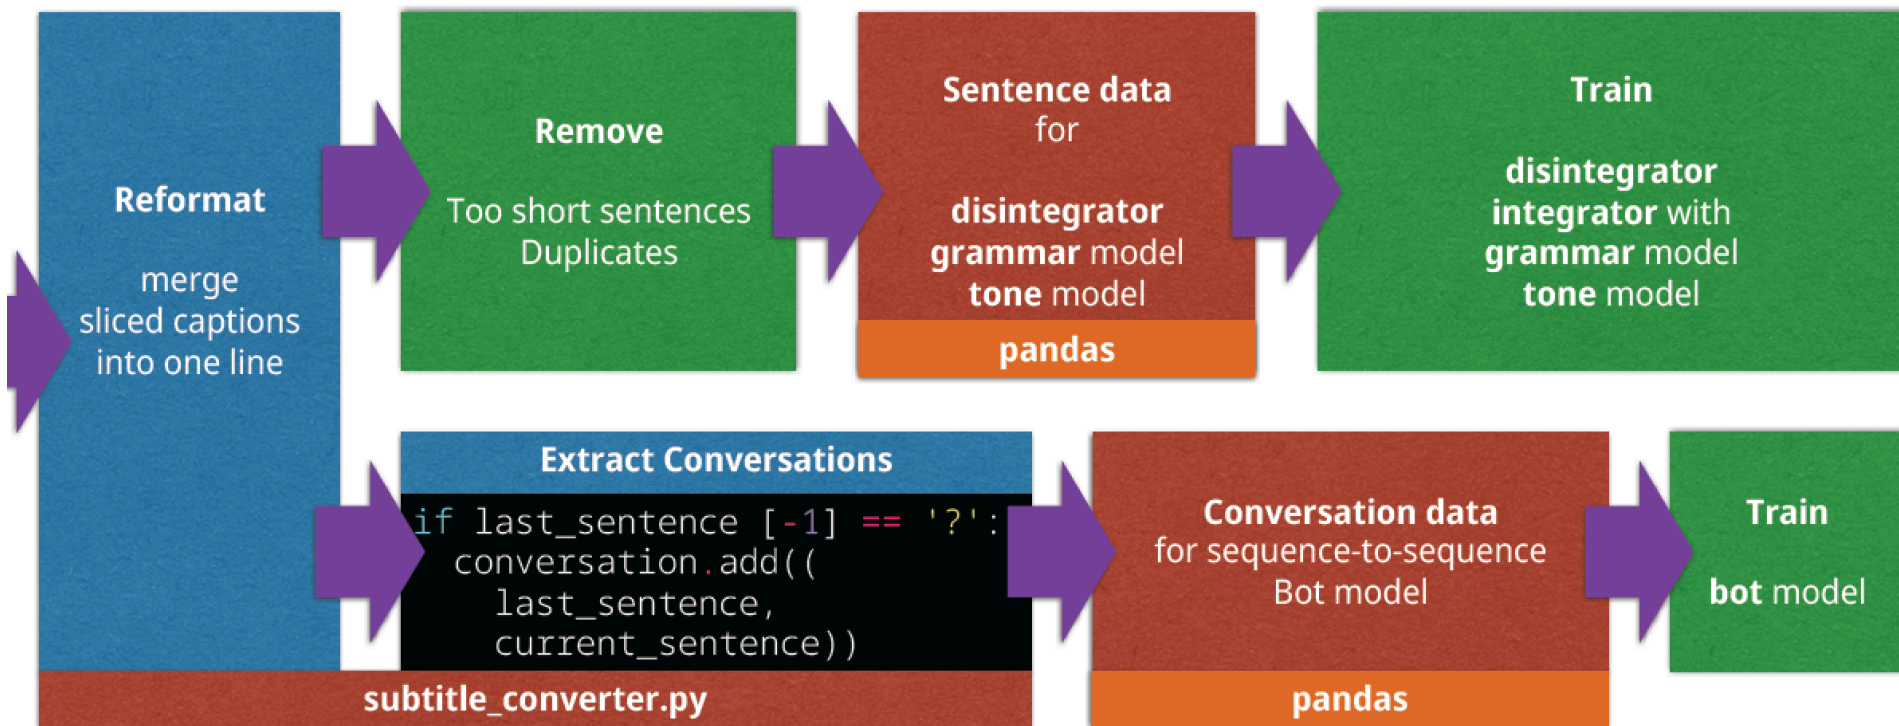 Reformat
merge
sliced captions
into one line
Remove
Too short sentences
Duplicates
Sentence data
for
disintegrator
grammar model
tone model
pandas
Train
disintegrator
integrator with
grammar model
tone model
Extract Conversations
if last_sentence [-1] == '?':
conversation.add((
last_sentence,
current_sentence))
subtitle_converter.py
Conversation data
for sequence-to-sequence
Bot model
pandas
Train
bot model